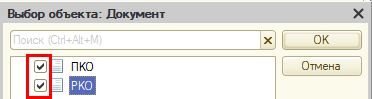 Выбор объекта: Документ
Поиск (Ctrl+Alt+M)
OK
ПКО
Отмена
РКО